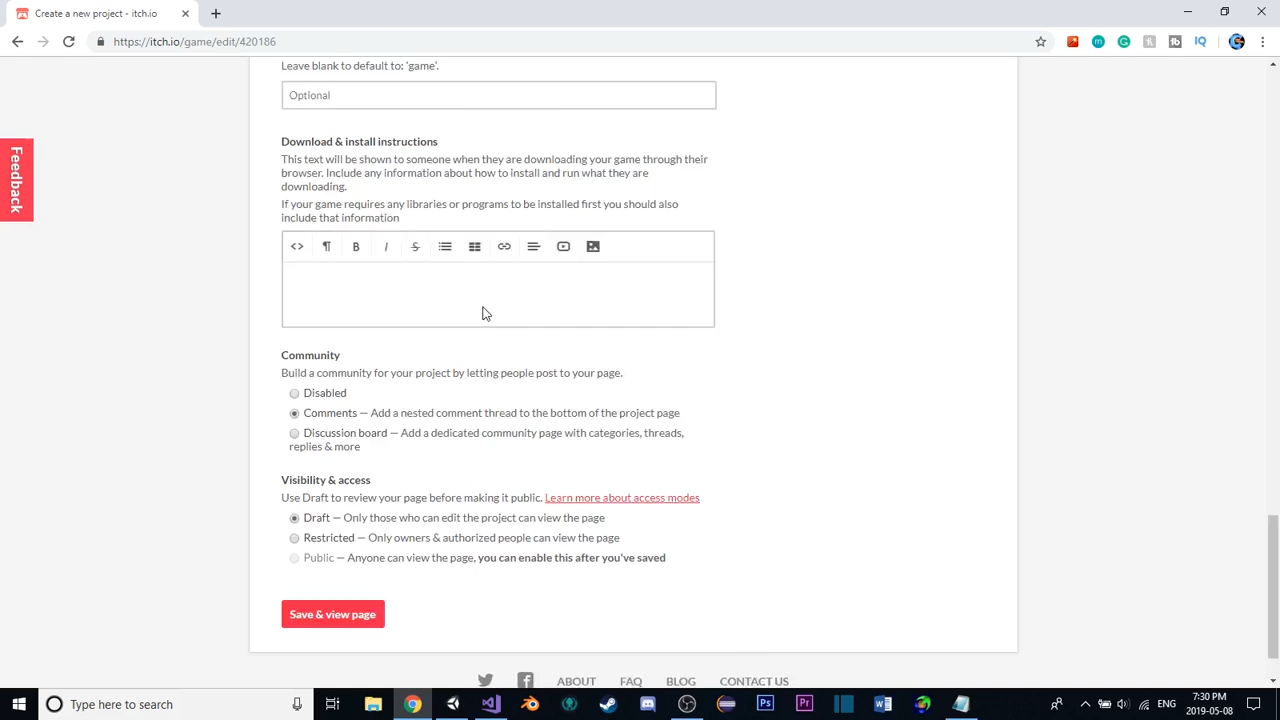 Create a new project - itch.io
https://itch.io/game/edit/420186
Leave blank to default to: 'game'.
Optional
Feedback
Download & install instructions
This text will be shown to someone when they are downloading your game through their
browser. Include any information about how to install and run what they are
downloading.
If your game requires any libraries or programs to be installed first you should also
include that information
Community
Build a community for your project by letting people post to your page.
Disabled
Comments — Add a nested comment thread to the bottom of the project page
Discussion board — Add a dedicated community page with categories, threads,
replies & more
Visibility & access
Use Draft to review your page before making it public. Learn more about access modes
Draft — Only those who can edit the project can view the page
Restricted — Only owners & authorized people can view the page
Public — Anyone can view the page, you can enable this after you've saved
Save & view page
ABOUT FAQ BLOG CONTACT US
Type here to search
ENG
7:30 PM
2019-05-08